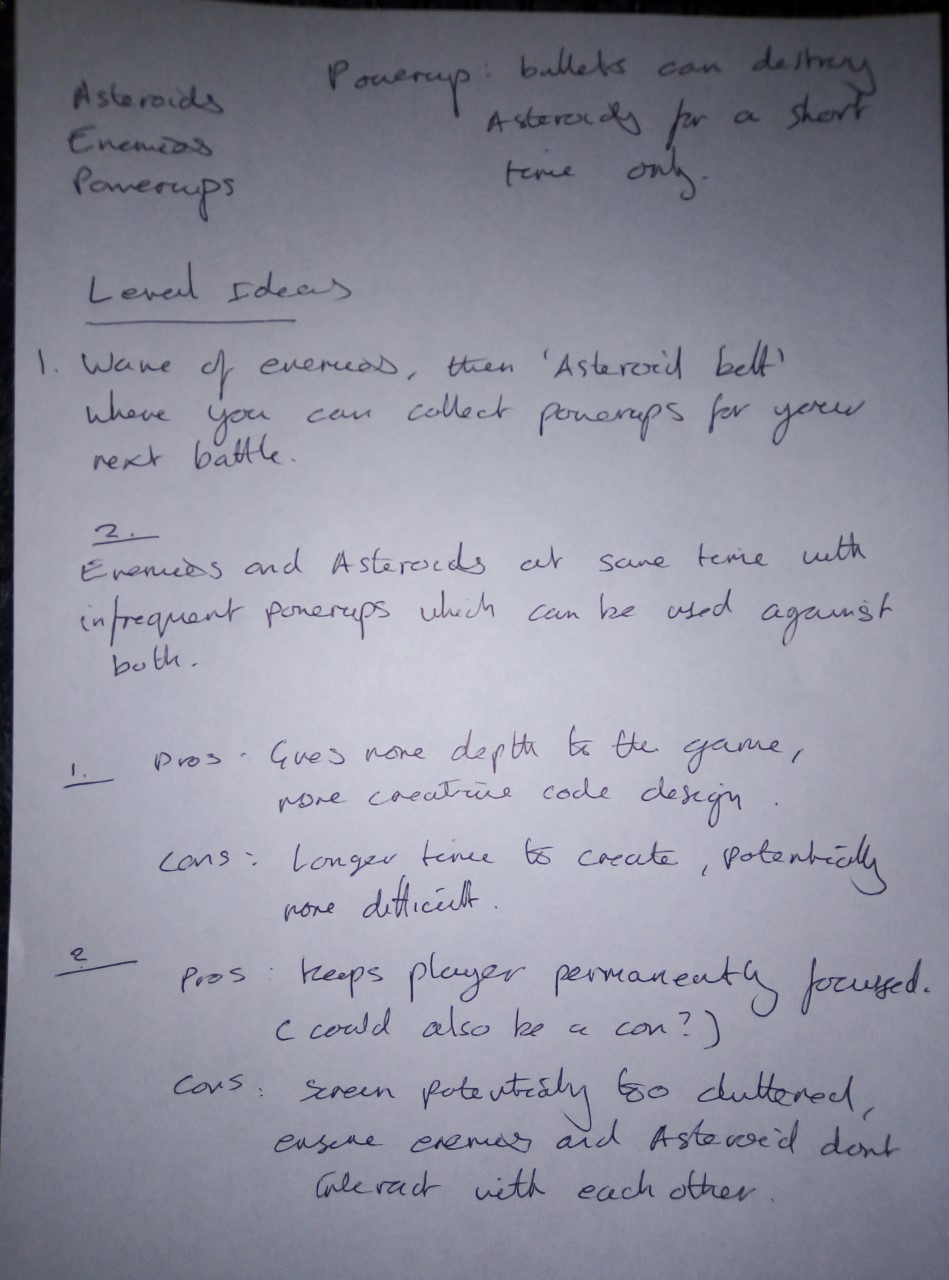 Asteroids
Enemies
Powerups
Powerup: bullets can destroy
Asteroids for a short
time only.
Level Ideas
1. Wave of enemies, then 'Asteroid belt'
where you can collect powerups for your
next battle.
2.
Enemies and Asteroids at same time with
infrequent powerups which can be used against
both.
1. Pros - Gives more depth to the game,
more creative code design.
Cons: Longer time to create, potentially
more difficult.
2 Pros: Keeps player permanently focussed.
(could also be a con?)
Cons: Screen potentially too cluttered,
ensure enemies and Asteroid dont
interact with each other.